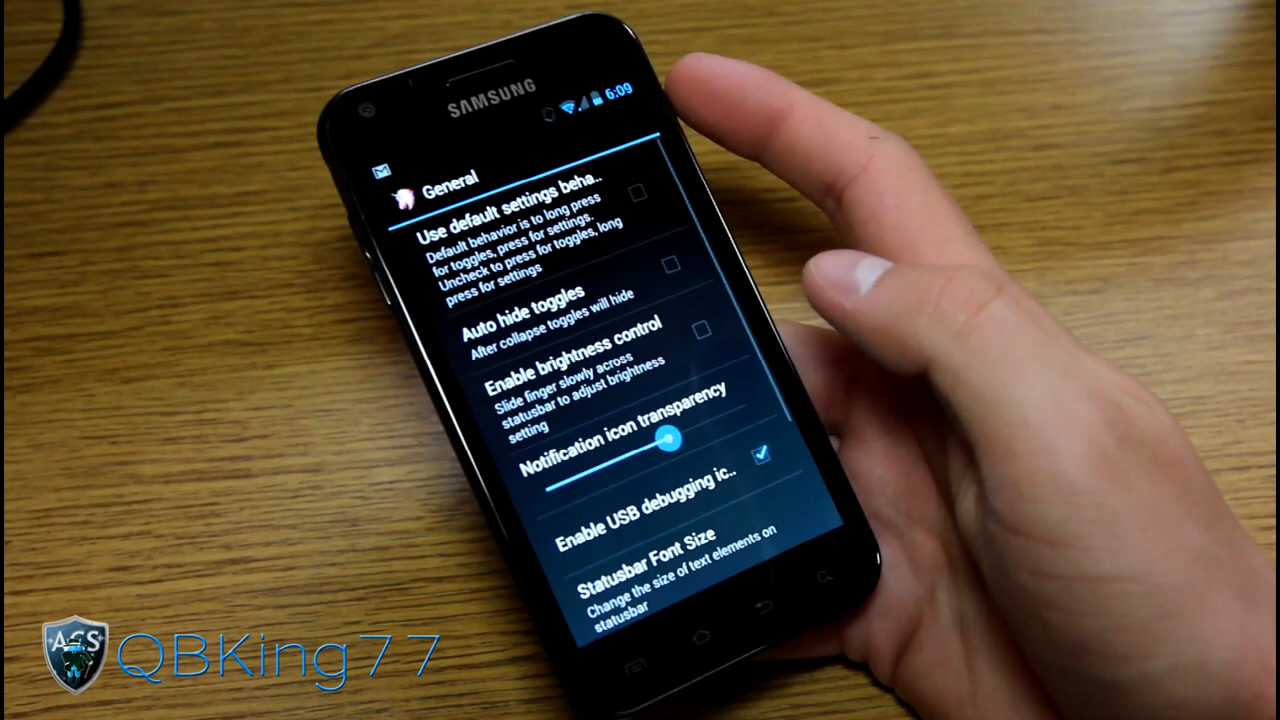 SAMSUNG
6:09
General
Use default settings beha..
Default behavior is to long press
for toggles, press for settings.
Uncheck to press for toggles, long
press for settings
Auto hide toggles
After collapse toggles will hide
Enable brightness control
Slide finger slowly across
statusbar to adjust brightness
setting
Notification icon transparency
Enable USB debugging ic..
Statusbar Font Size
Change the size of text elements on
statusbar
ACS
QBKing77